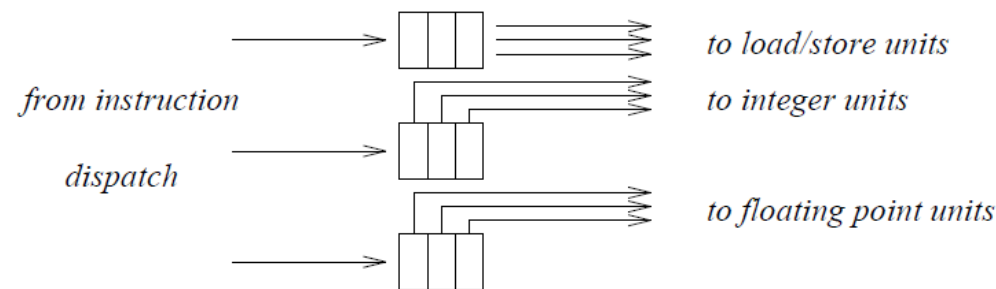 to load/store units
from instruction
to integer units
dispatch
to floating point units